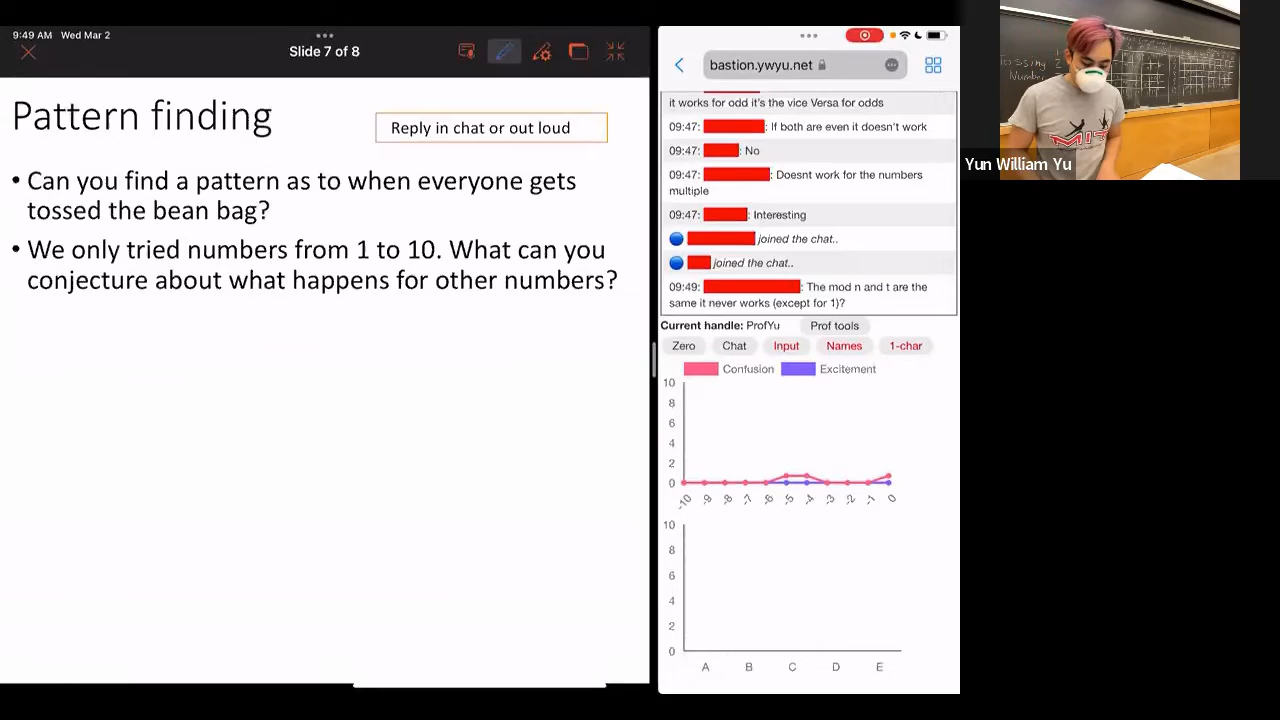 9:49 AM Wed Mar 2
Slide 7 of 8
Pattern finding
Reply in chat or out loud
• Can you find a pattern as to when everyone gets
tossed the bean bag?
• We only tried numbers from 1 to 10. What can you
conjecture about what happens for other numbers?
bastion.ywyu.net
it works for odd it's the vice Versa for odds
09:47: : If both are even it doesn't work
09:47: : No
09:47: : Doesnt work for the numbers
multiple
09:47: : Interesting
joined the chat..
joined the chat..
09:49: : The mod n and t are the
same it never works (except for 1)?
Current handle: ProfYu Prof tools
Zero Chat Input Names 1-char
Confusion Excitement
10
8
6
4
2
0
-10 -9 -8 -7 -6 -5 -4 -3 -2 -1 0
10
8
6
4
2
0
A B C D E
Number
MIT
Yun William Yu